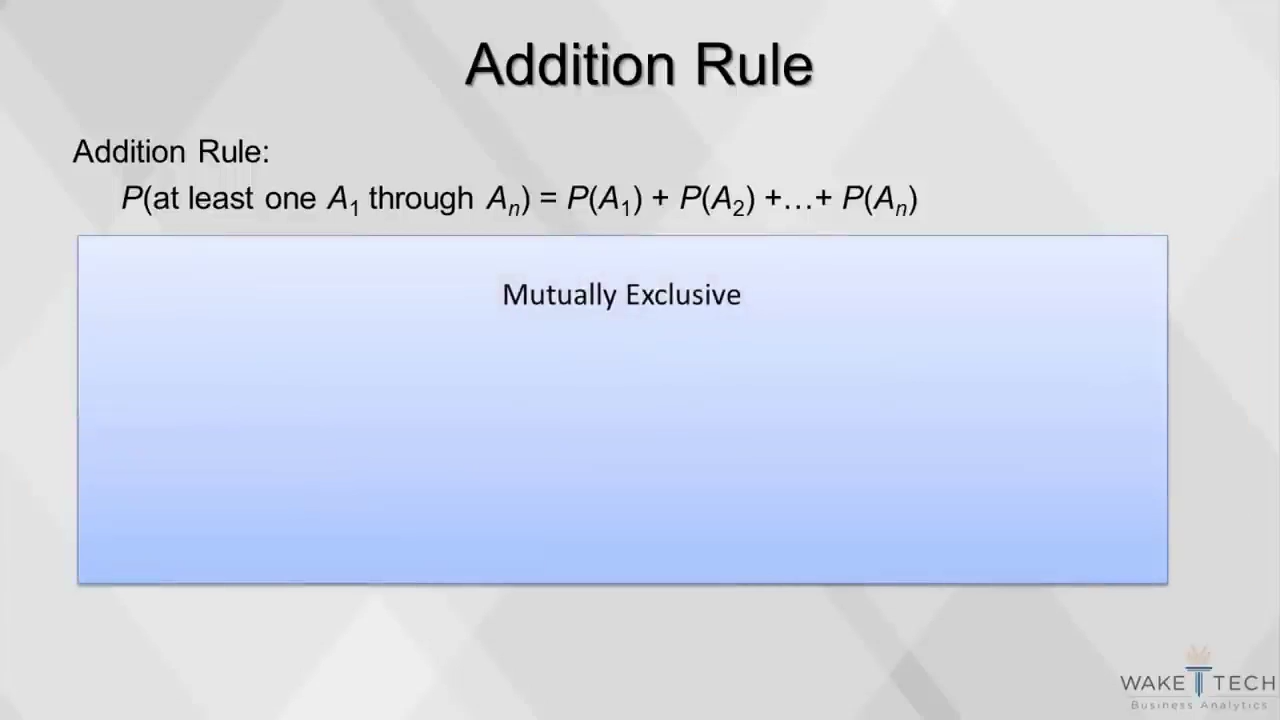 Addition Rule
Addition Rule:
P(at least one A₁ through Aₙ) = P(A₁) + P(A₂) +…+ P(Aₙ)
Mutually Exclusive
WAKE TECH
Business Analytics